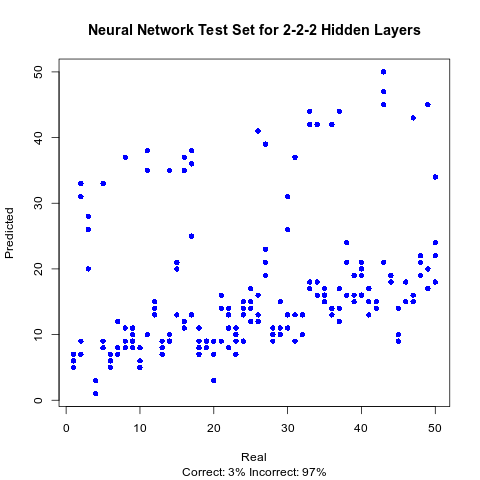 Neural Network Test Set for 2-2-2 Hidden Layers
50
40
30
20
10
0
Predicted
0 10 20 30 40 50
Real
Correct: 3% Incorrect: 97%